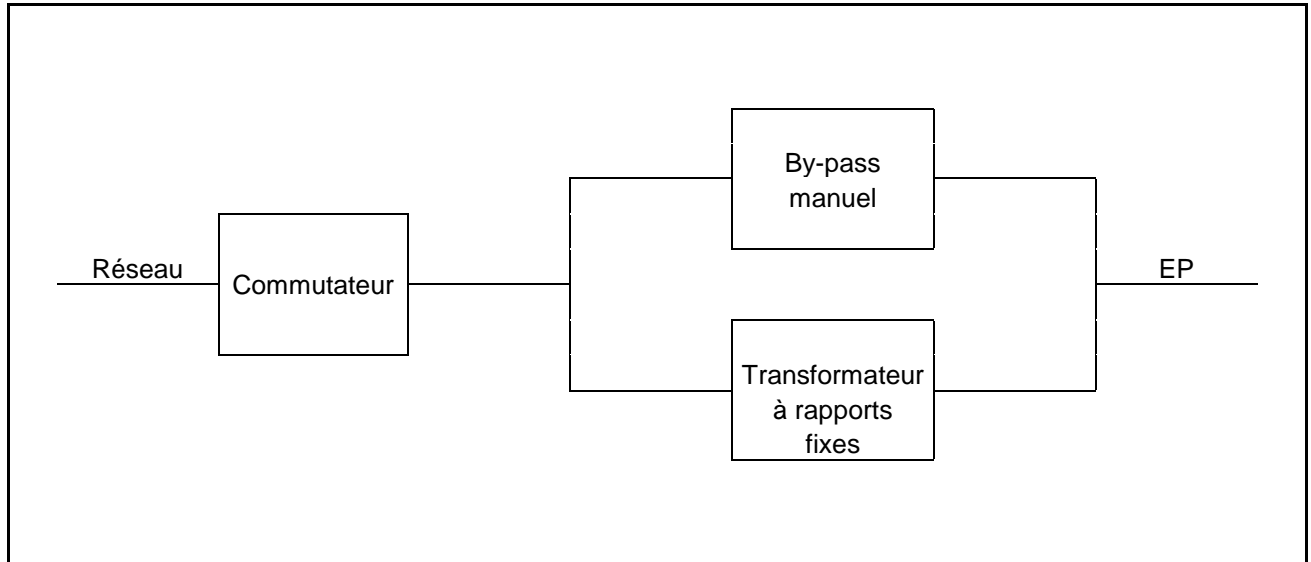 Réseau
Commutateur
By-pass
manuel
Transformateur
à rapports
fixes
EP